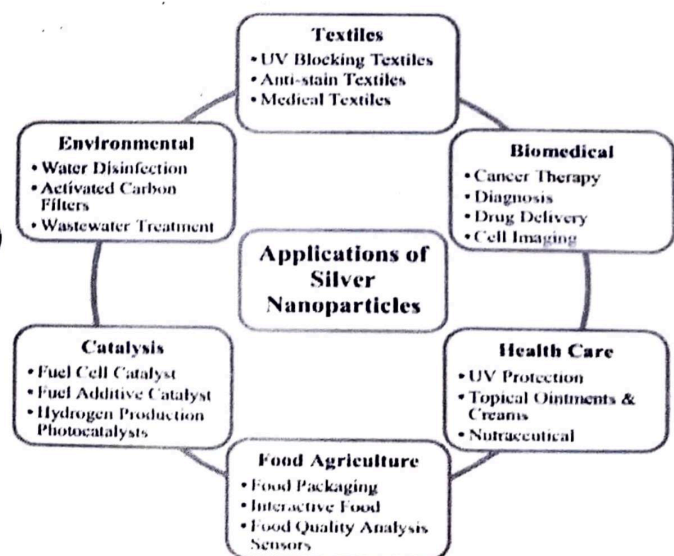 Textiles
• UV Blocking Textiles
• Anti-stain Textiles
• Medical Textiles
Environmental
• Water Disinfection
• Activated Carbon
Filters
• Wastewater Treatment
Biomedical
• Cancer Therapy
• Diagnosis
• Drug Delivery
• Cell Imaging
Applications of
Silver
Nanoparticles
Catalysis
• Fuel Cell Catalyst
• Fuel Additive Catalyst
• Hydrogen Production
Photocatalysts
Health Care
• UV Protection
• Topical Ointments &
Creams
• Nutraceutical
Food Agriculture
• Food Packaging
• Interactive Food
• Food Quality Analysis
Sensors